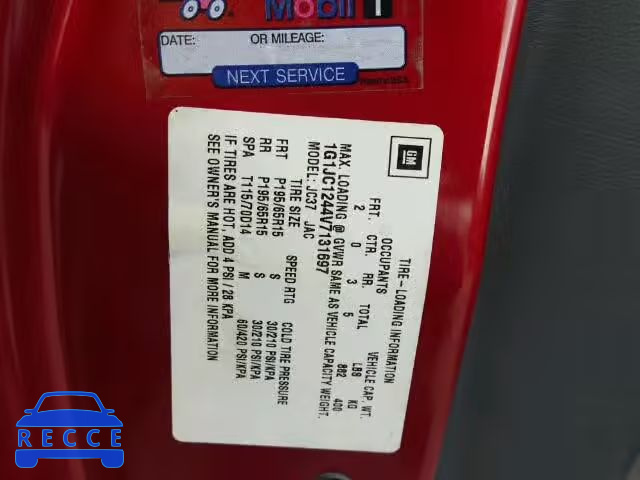 Mobil 1
DATE: OR MILEAGE:
NEXT SERVICE
GM
TIRE-LOADING INFORMATION
OCCUPANTS VEHICLE CAP. WT.
FRT. CTR. RR. TOTAL LBS KG
2 0 3 5 882 400
MAX. LOADING @ GVWR SAME AS VEHICLE CAPACITY WEIGHT.
1G1JC1244V7131697
MODEL: JC37 JAC
TIRE SIZE SPEED RTG COLD TIRE PRESSURE
FRT P195/65R15 S 30/210 PSI/KPA
RR P195/65R15 S 30/210 PSI/KPA
SPA T115/70D14 M 60/420 PSI/KPA
IF TIRES ARE HOT, ADD 4 PSI / 28 KPA
SEE OWNER'S MANUAL FOR MORE INFORMATION
RECCE